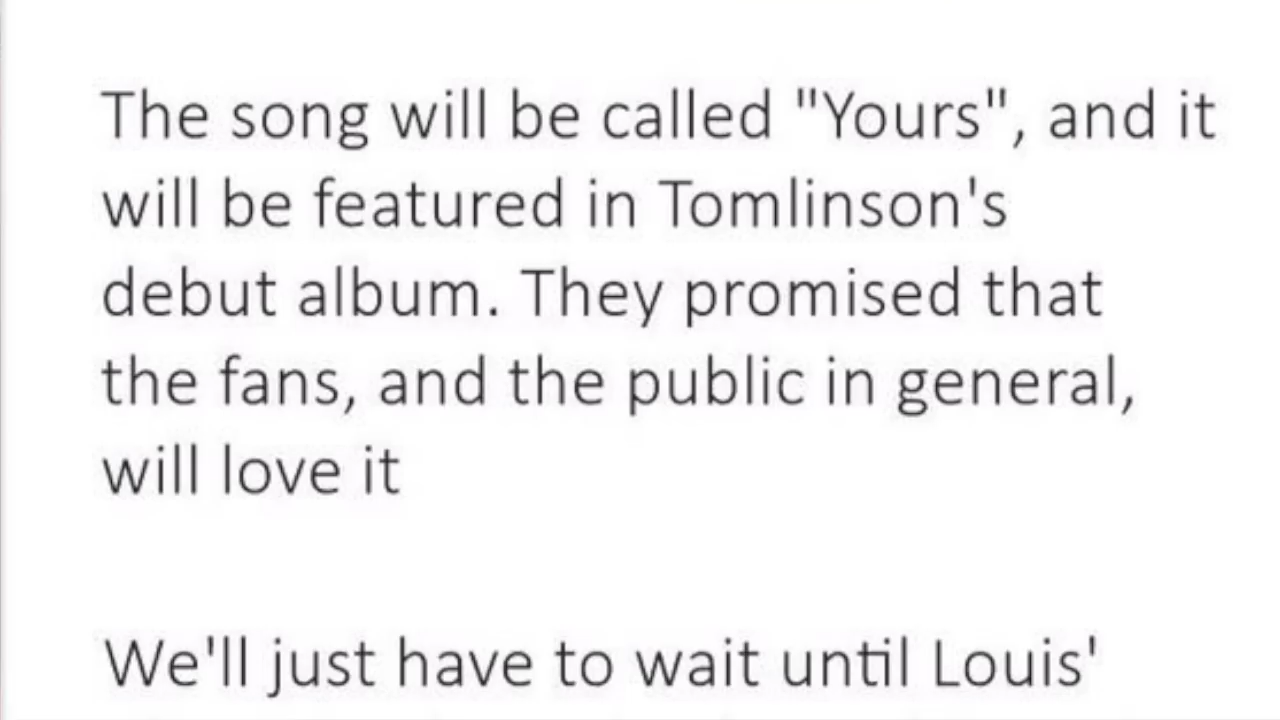 The song will be called "Yours", and it
will be featured in Tomlinson's
debut album. They promised that
the fans, and the public in general,
will love it
We'll just have to wait until Louis'